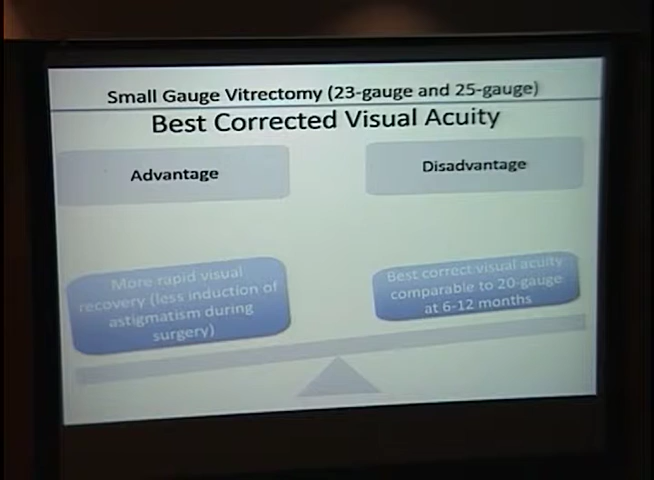 Small Gauge Vitrectomy (23-gauge and 25-gauge)
Best Corrected Visual Acuity
Advantage
Disadvantage
More rapid visual
recovery (less induction of
astigmatism during
surgery)
Best correct visual acuity
comparable to 20-gauge
at 6-12 months